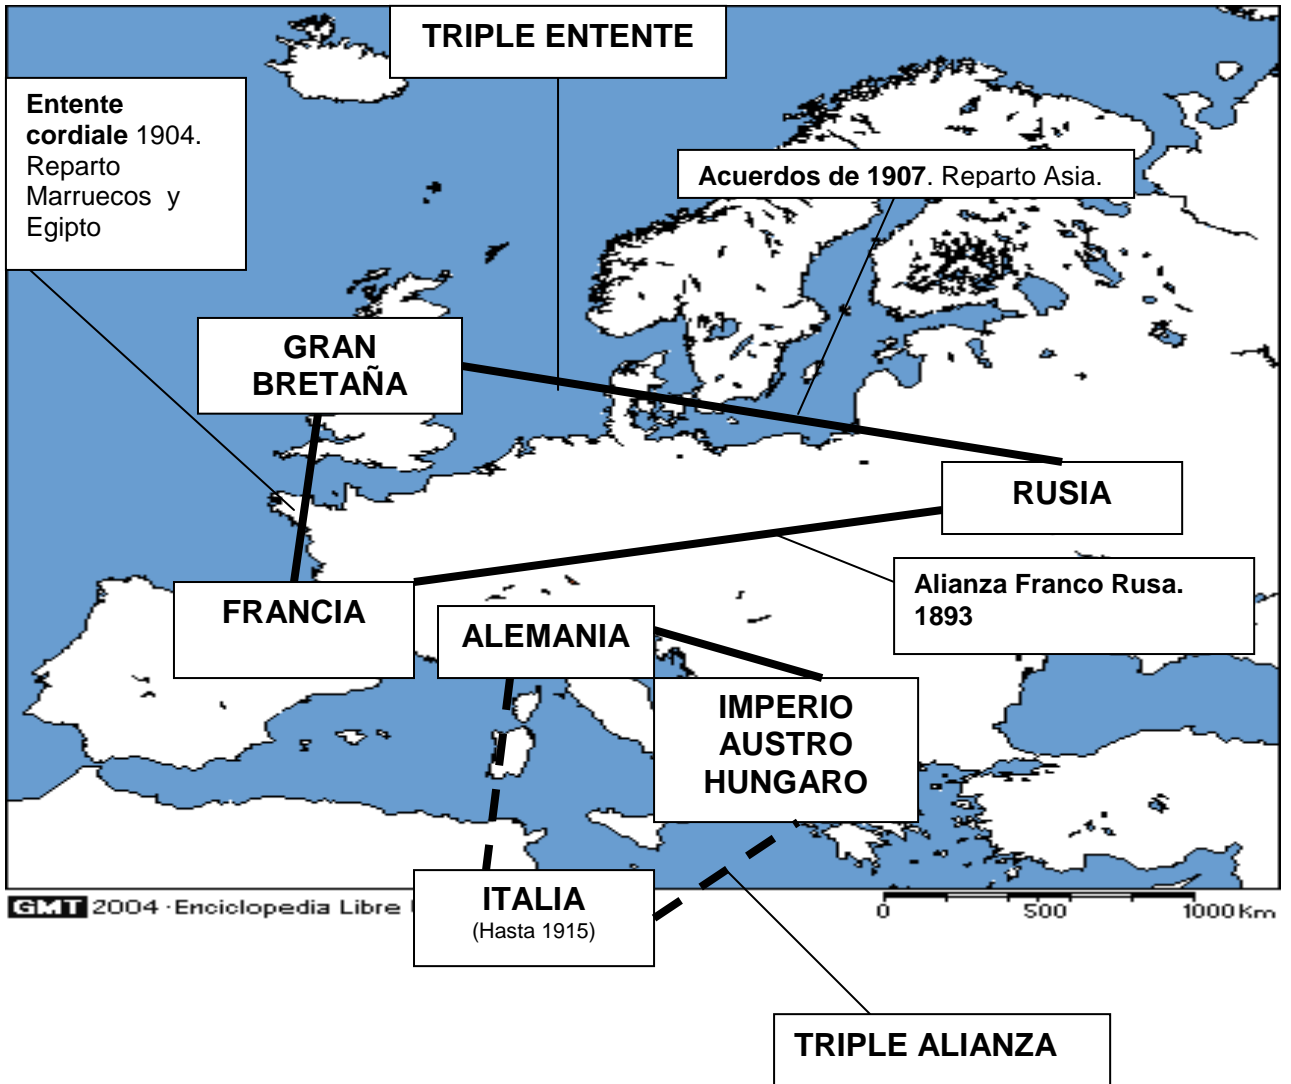 TRIPLE ENTENTE
Entente
cordiale 1904.
Reparto
Marruecos y
Egipto
Acuerdos de 1907. Reparto Asia.
GRAN
BRETAÑA
RUSIA
Alianza Franco Rusa.
1893
FRANCIA
ALEMANIA
IMPERIO
AUSTRO
HUNGARO
ITALIA
(Hasta 1915)
GMT 2004 · Enciclopedia Libre
0 500 1000 Km
TRIPLE ALIANZA